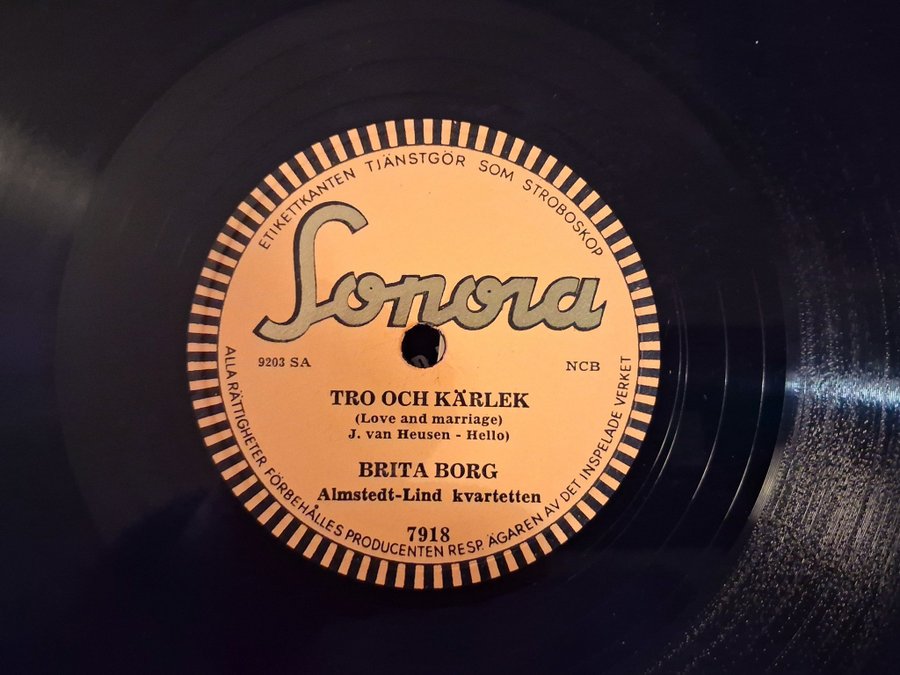 ETIKETTKANTEN TJÄNSTGÖR SOM STROBOSKOP
Sonora
9203 SA
NCB
TRO OCH KÄRLEK
(Love and marriage)
J. van Heusen - Hello)
BRITA BORG
Almstedt-Lind kvartetten
7918
ALLA RÄTTIGHETER FÖRBEHÅLLES PRODUCENTEN RESP. ÄGAREN AV DET INSPELADE VERKET